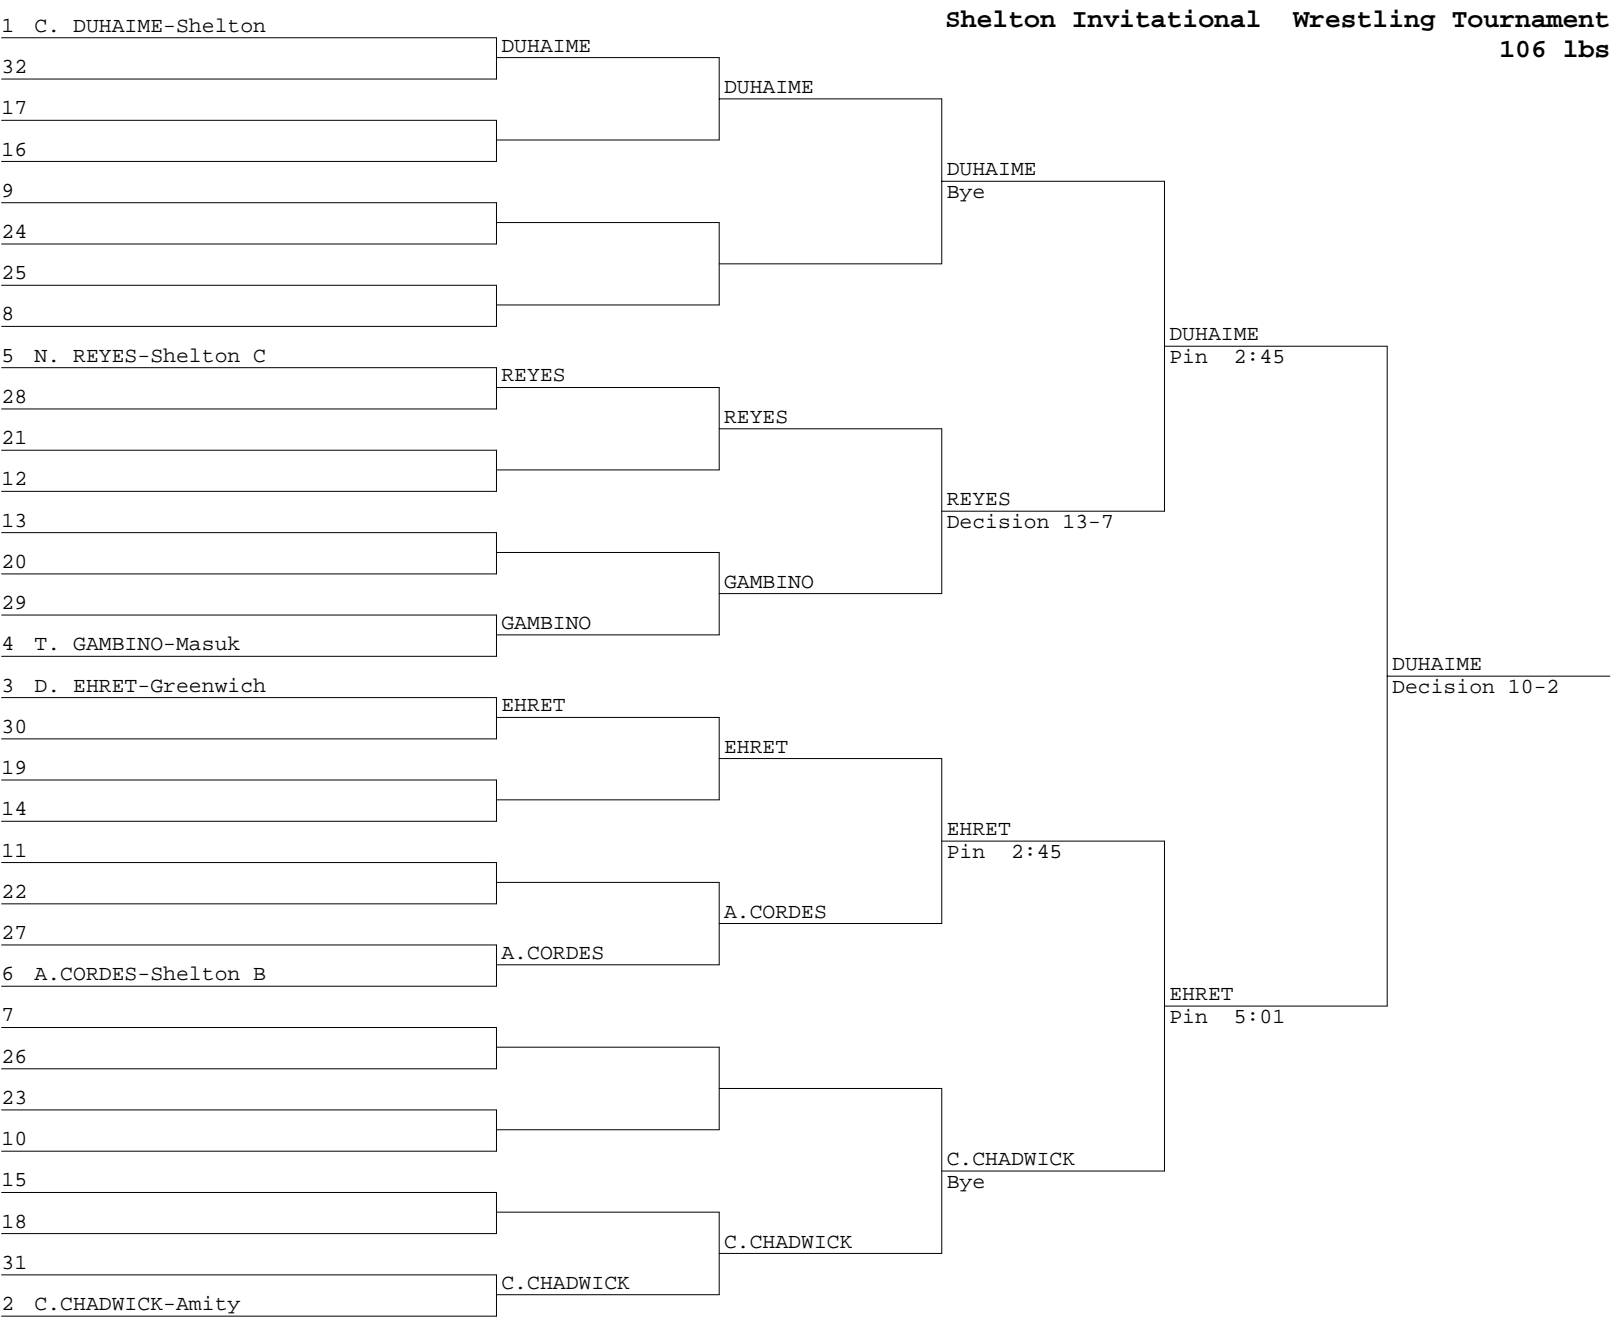 Shelton Invitational  Wrestling Tournament
106 lbs
1 C. DUHAIME-Shelton
DUHAIME
32
DUHAIME
17
16
DUHAIME
Bye
9
24
25
8
DUHAIME
Pin  2:45
5 N. REYES-Shelton C
REYES
28
REYES
21
12
REYES
Decision 13-7
13
20
GAMBINO
29
GAMBINO
4 T. GAMBINO-Masuk
DUHAIME
Decision 10-2
3 D. EHRET-Greenwich
EHRET
30
EHRET
19
14
EHRET
Pin  2:45
11
22
A.CORDES
27
A.CORDES
6 A.CORDES-Shelton B
EHRET
Pin  5:01
7
26
23
10
C.CHADWICK
Bye
15
18
C.CHADWICK
31
C.CHADWICK
2 C.CHADWICK-Amity